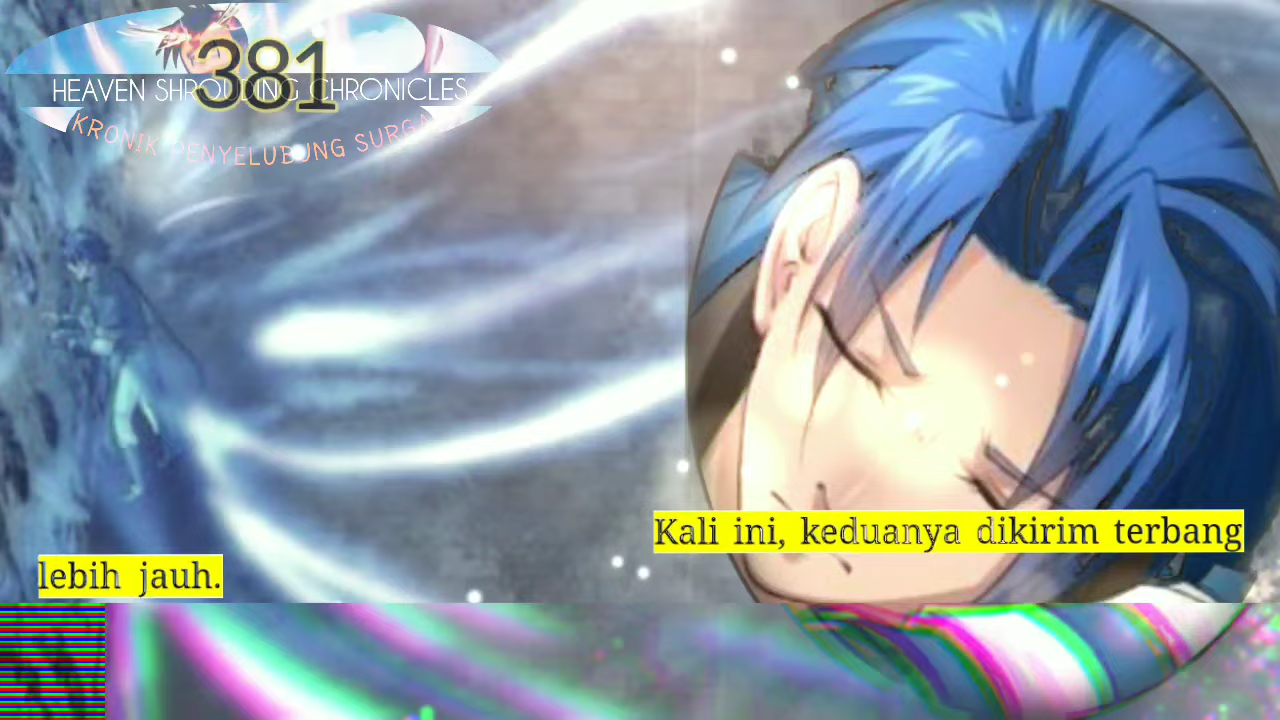 381
HEAVEN SHROUDING CHRONICLES
KRONIK PENYELUBUNG SURGA
Kali ini, keduanya dikirim terbang
lebih jauh.